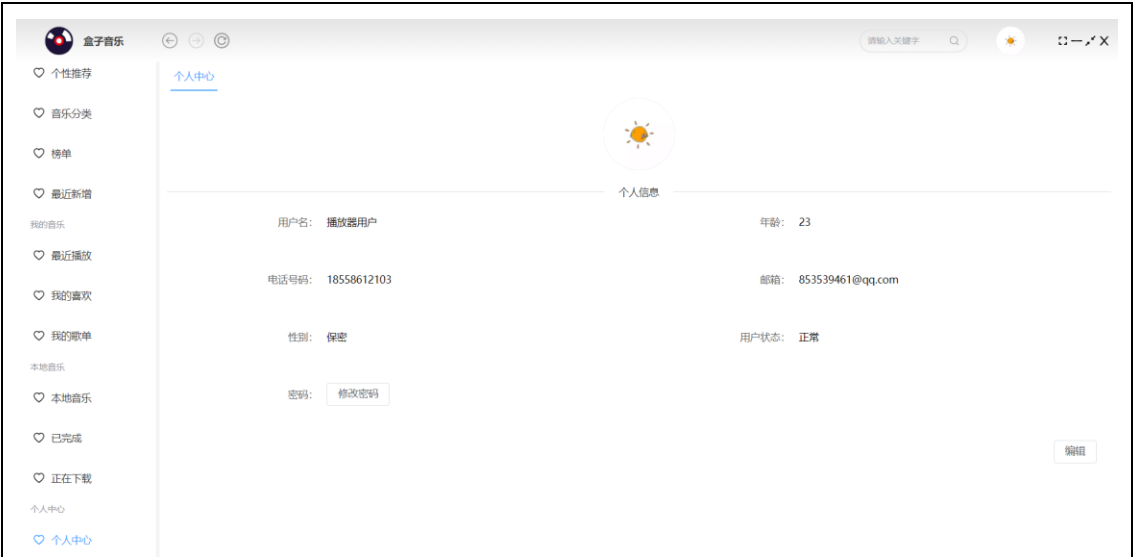 盒子音乐
请输入关键字
个性推荐
音乐分类
榜单
最近新增
我的音乐
最近播放
我的喜欢
我的歌单
本地音乐
本地音乐
已完成
正在下载
个人中心
个人中心
个人中心
个人信息
用户名: 播放器用户
年龄: 23
电话号码: 18558612103
邮箱: 853539461@qq.com
性别: 保密
用户状态: 正常
密码: 修改密码
编辑